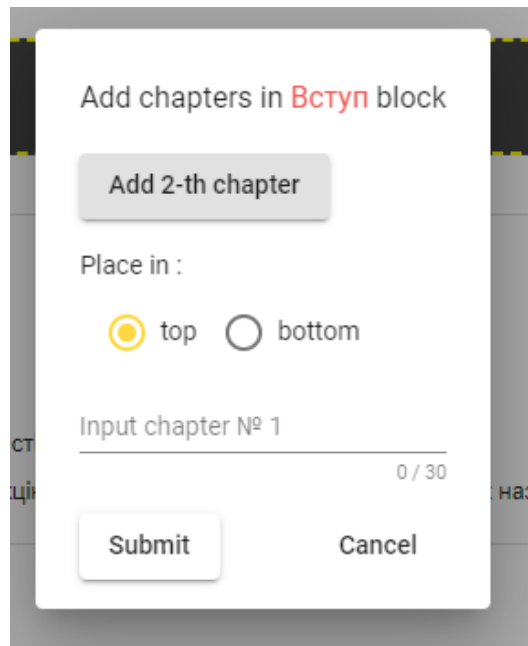 Add chapters in Вступ block
Add 2-th chapter
Place in :
top bottom
Input chapter № 1
0 / 30
Submit Cancel